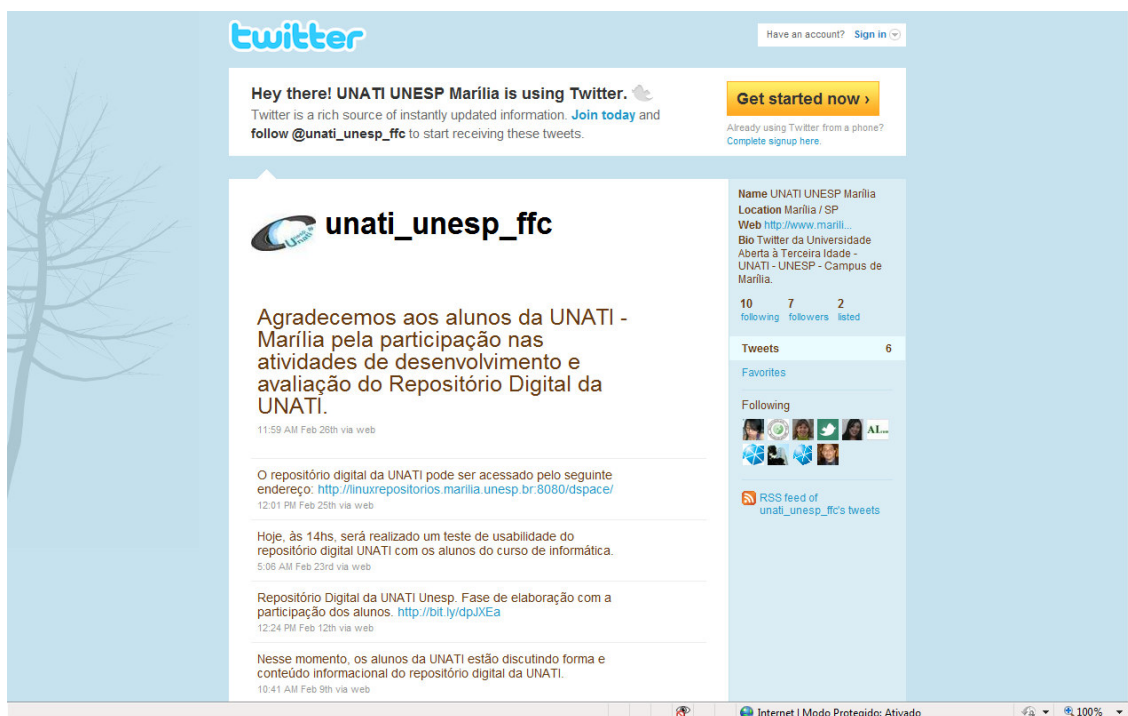 twitter
Have an account? Sign in
Hey there! UNATI UNESP Marília is using Twitter.
Twitter is a rich source of instantly updated information. Join today and
follow @unati_unesp_ffc to start receiving these tweets.
Get started now ›
Already using Twitter from a phone?
Complete signup here.
Unati
unati_unesp_ffc
Agradecemos aos alunos da UNATI -
Marília pela participação nas
atividades de desenvolvimento e
avaliação do Repositório Digital da
UNATI.
11:59 AM Feb 26th via web
O repositório digital da UNATI pode ser acessado pelo seguinte
endereço: http://linuxrepositorios.marilia.unesp.br:8080/dspace/
12:01 PM Feb 25th via web
Hoje, às 14hs, será realizado um teste de usabilidade do
repositório digital UNATI com os alunos do curso de informática.
5:06 AM Feb 23rd via web
Repositório Digital da UNATI Unesp. Fase de elaboração com a
participação dos alunos. http://bit.ly/dpJXEa
12:24 PM Feb 12th via web
Nesse momento, os alunos da UNATI estão discutindo forma e
conteúdo informacional do repositório digital da UNATI.
10:41 AM Feb 9th via web
Name UNATI UNESP Marília
Location Marília / SP
Web http://www.marili...
Bio Twitter da Universidade
Aberta à Terceira Idade -
UNATI - UNESP - Campus de
Marília.
10 7 2
following followers listed
Tweets 6
Favorites
Following
AL...
RSS feed of
unati_unesp_ffc's tweets
Internet | Modo Protegido: Ativado
100%